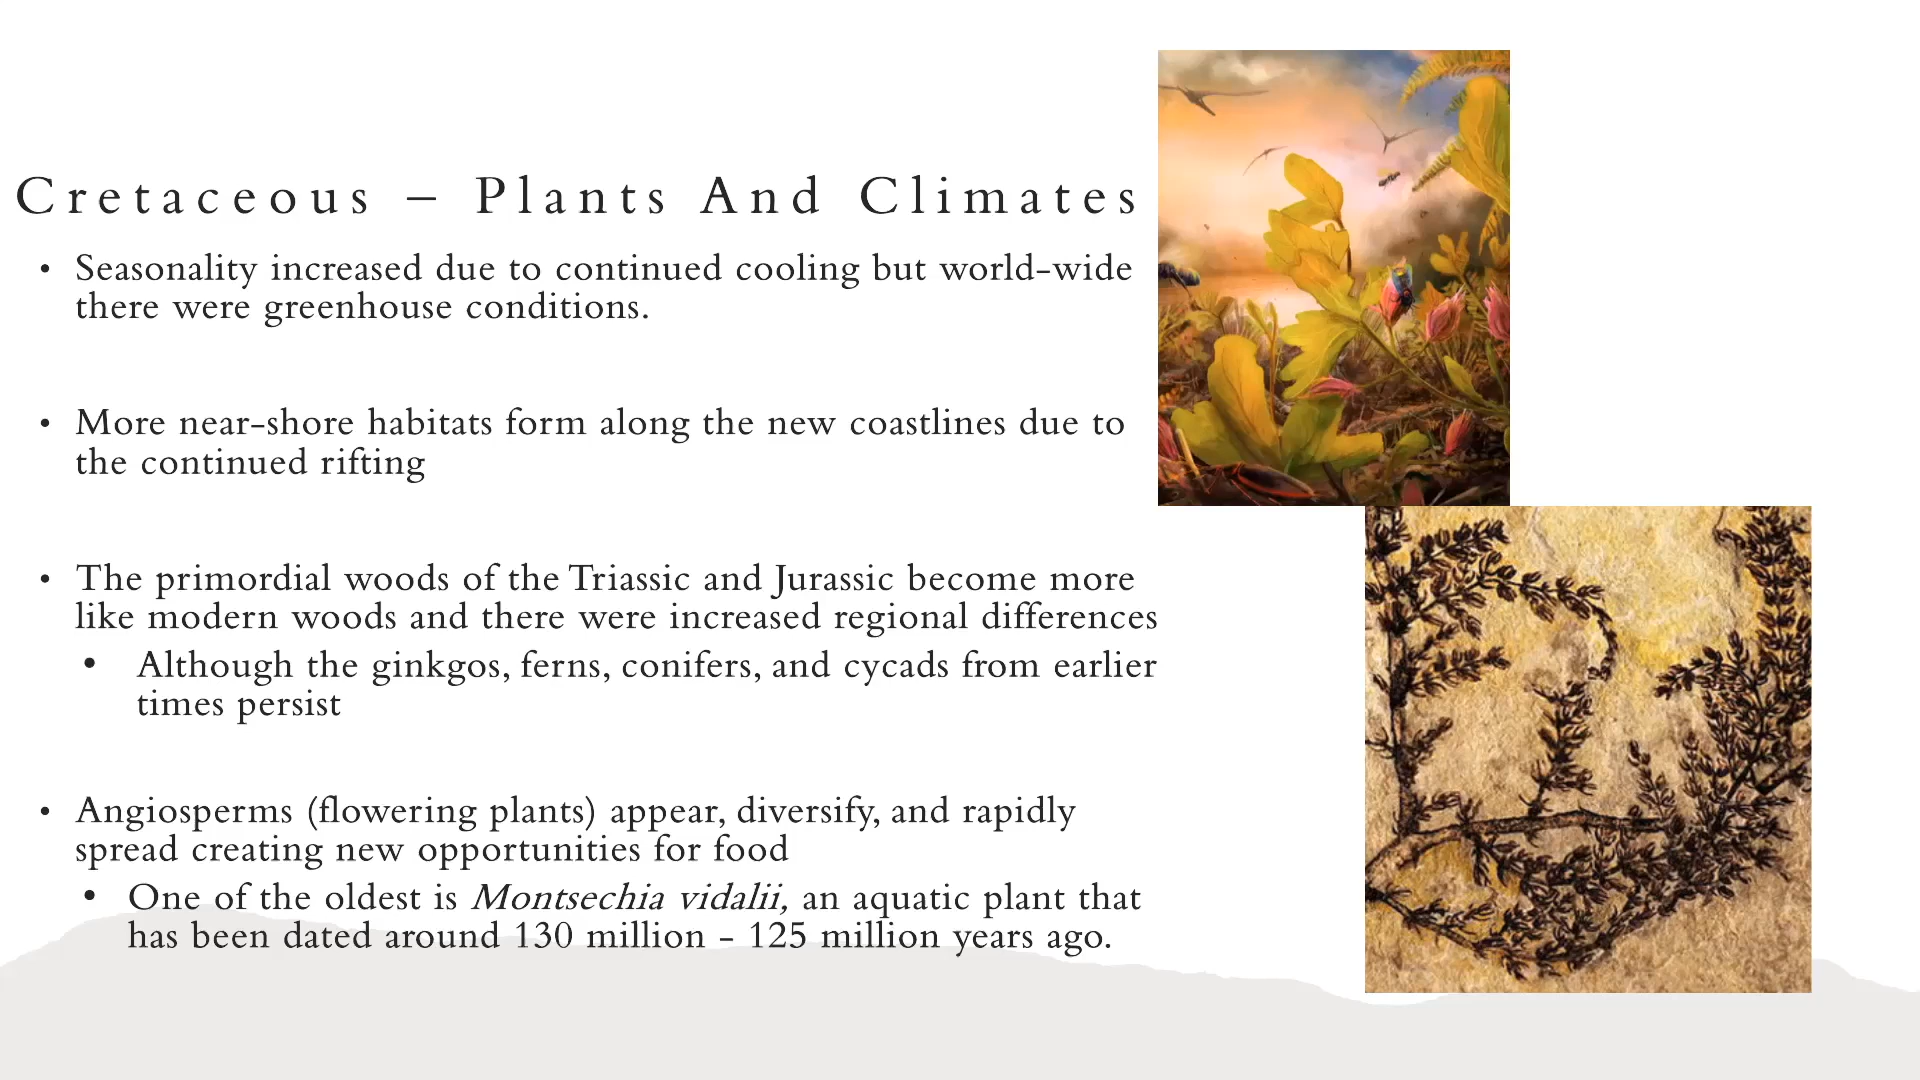 Cretaceous – Plants And Climates
• Seasonality increased due to continued cooling but world-wide
there were greenhouse conditions.
• More near-shore habitats form along the new coastlines due to
the continued rifting
• The primordial woods of the Triassic and Jurassic become more
like modern woods and there were increased regional differences
• Although the ginkgos, ferns, conifers, and cycads from earlier
times persist
• Angiosperms (flowering plants) appear, diversify, and rapidly
spread creating new opportunities for food
• One of the oldest is Montsechia vidalii, an aquatic plant that
has been dated around 130 million - 125 million years ago.